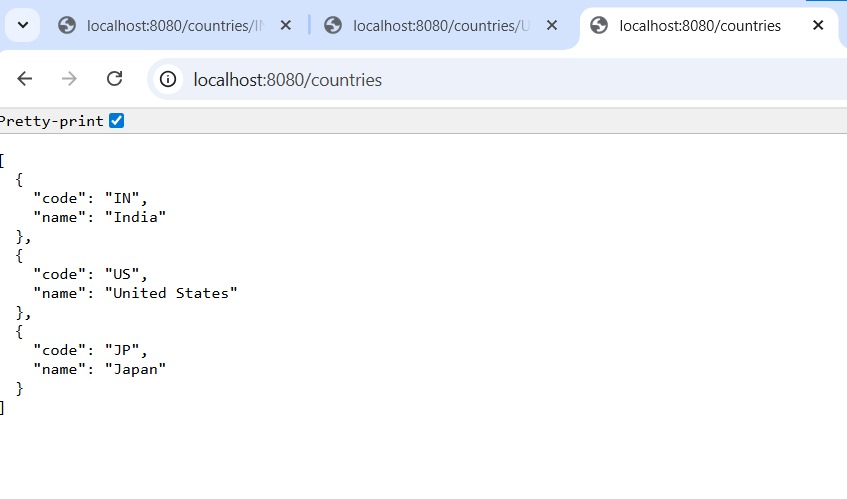 localhost:8080/countries/IN
localhost:8080/countries/U
localhost:8080/countries
localhost:8080/countries
Pretty-print
[
  {
    "code": "IN",
    "name": "India"
  },
  {
    "code": "US",
    "name": "United States"
  },
  {
    "code": "JP",
    "name": "Japan"
  }
]